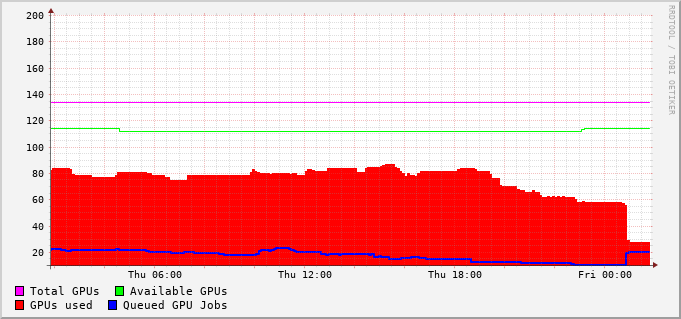 RRDTOOL / TOBI OETIKER
200
180
160
140
120
100
80
60
40
20
Thu 06:00 Thu 12:00 Thu 18:00 Fri 00:00
Total GPUs Available GPUs
GPUs used Queued GPU Jobs